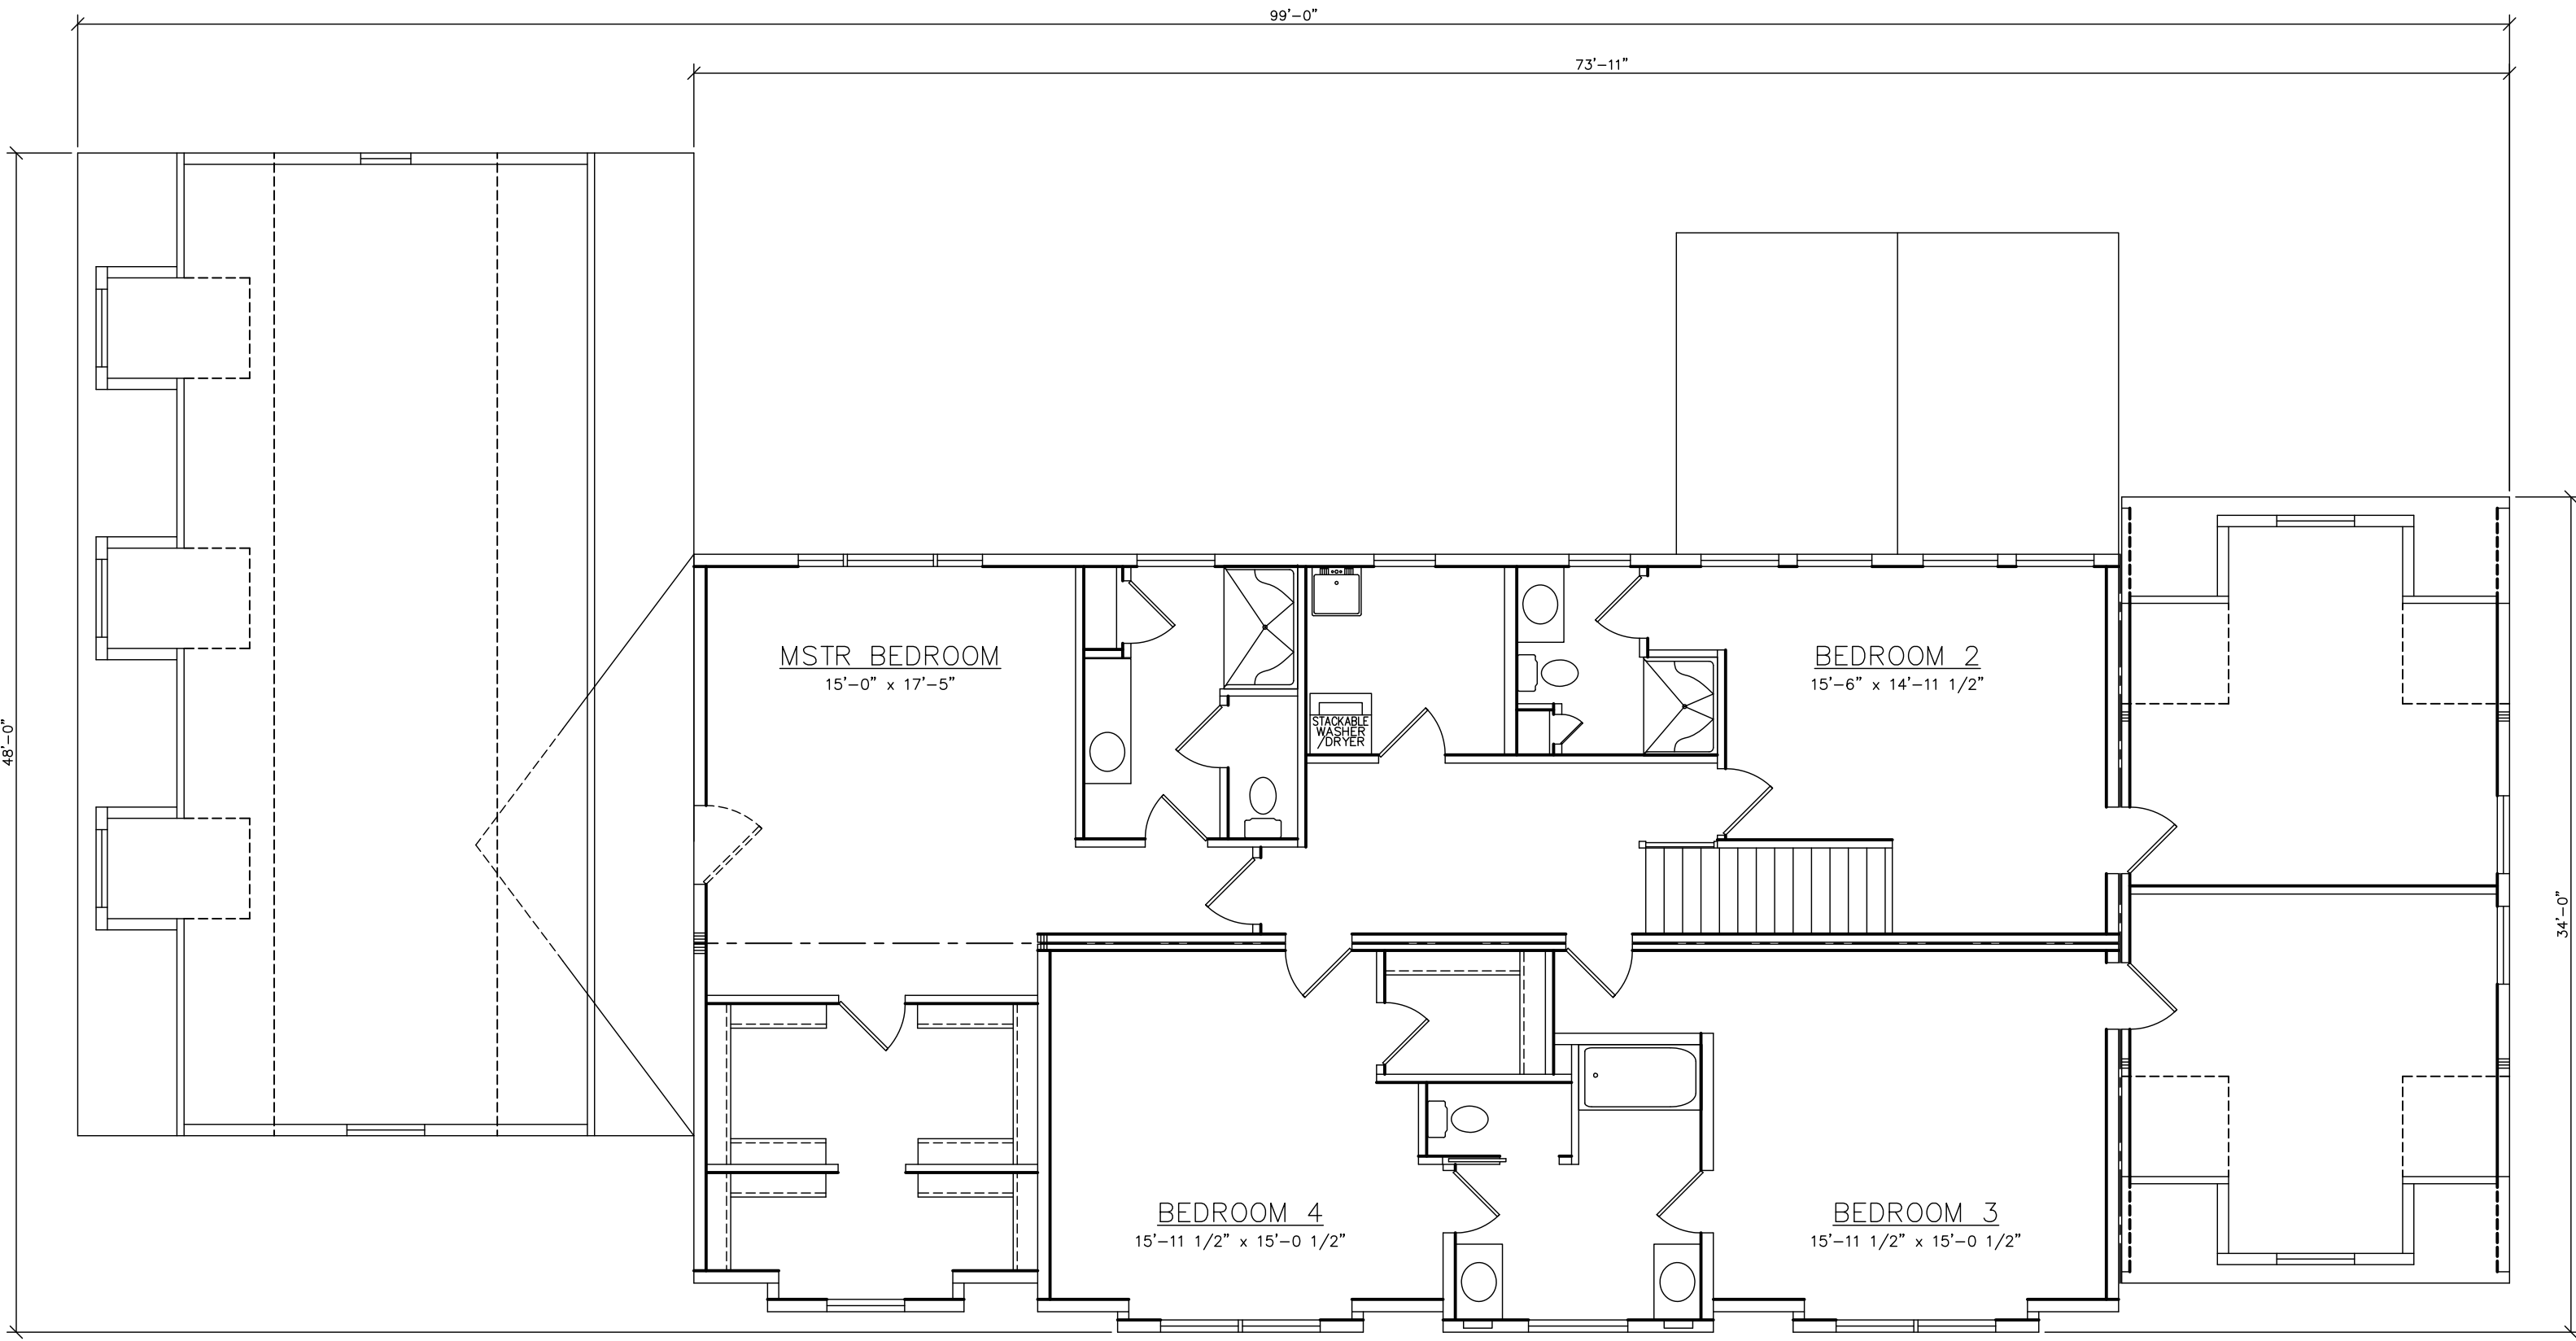 99'-0"
73'-11"
MSTR BEDROOM
15'-0" x 17'-5"
BEDROOM 2
15'-6" x 14'-11 1/2"
STACKABLE
WASHER
/DRYER
48'-0"
34'-0"
BEDROOM 4
15'-11 1/2" x 15'-0 1/2"
BEDROOM 3
15'-11 1/2" x 15'-0 1/2"